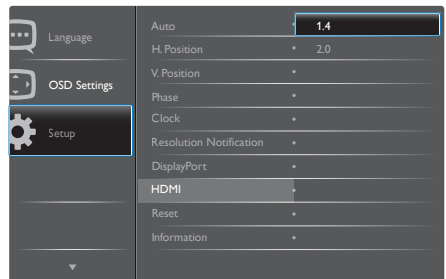 Language
OSD Settings
Setup
Auto
H. Position
V. Position
Phase
Clock
Resolution Notification
DisplayPort
HDMI
Reset
Information
1.4
2.0